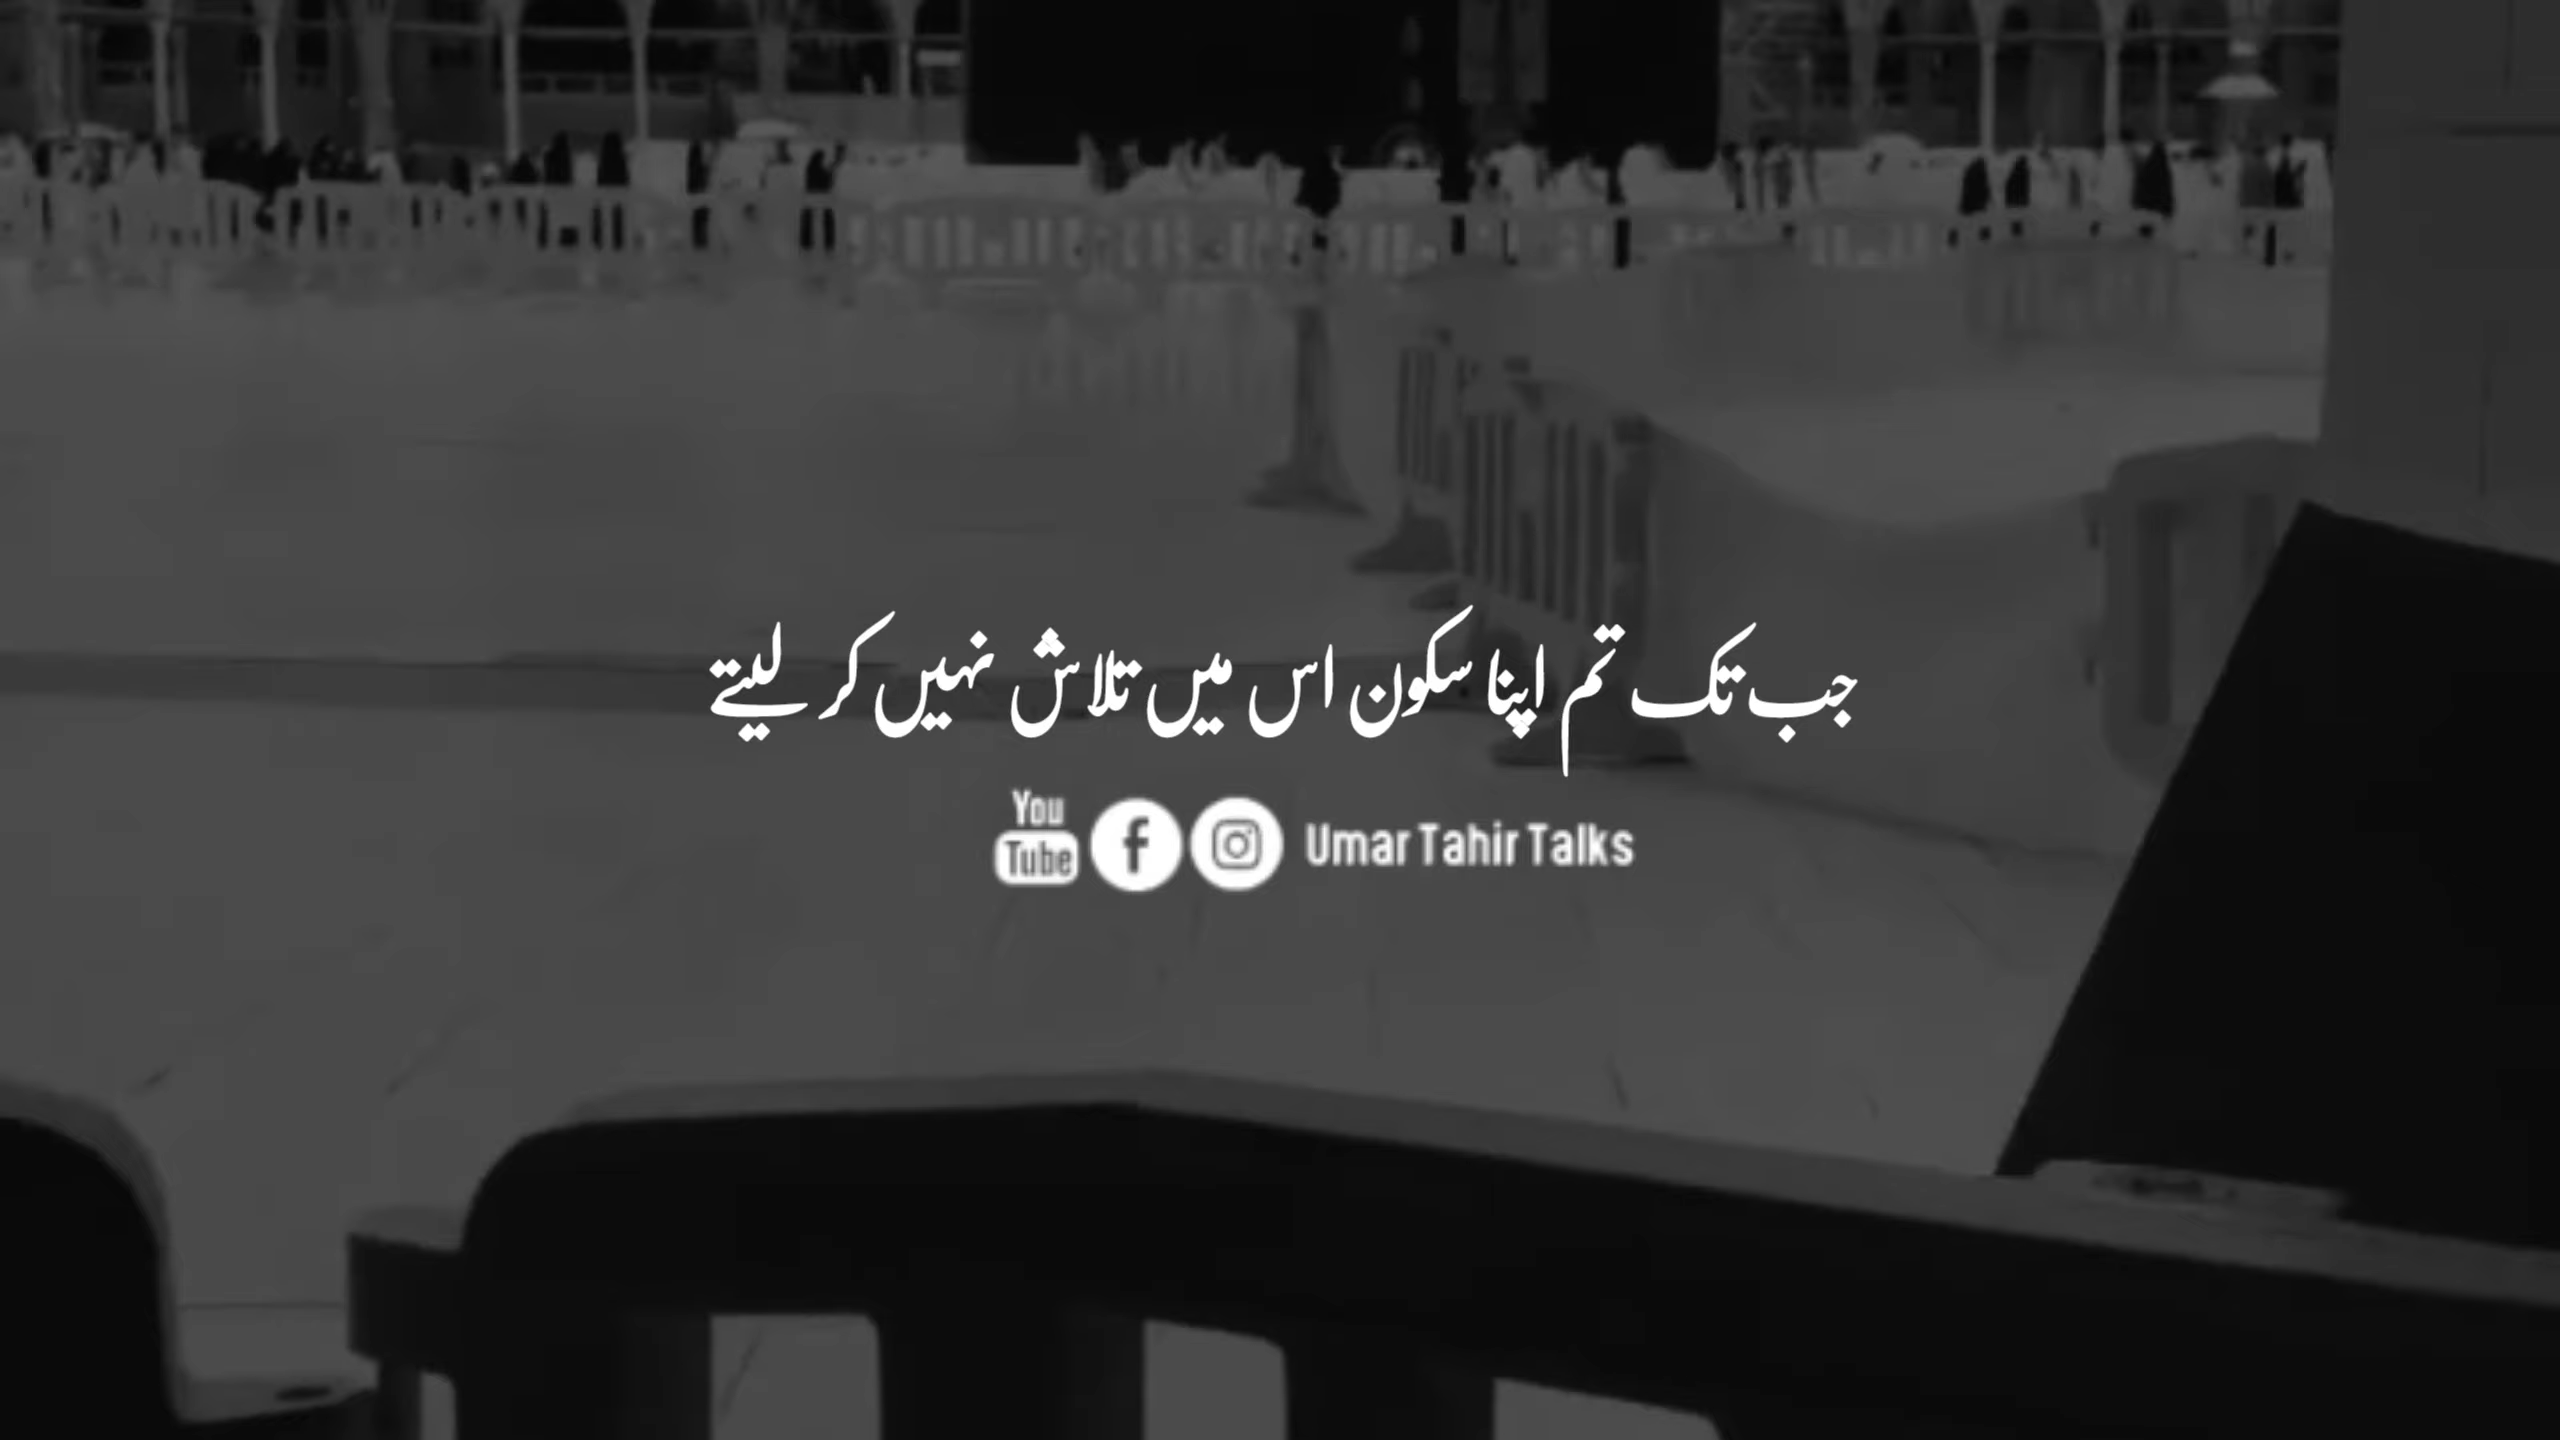 جب تک تم اپنا سکون اس میں تلاش نہیں کر لیتے
You Tube f Umar Tahir Talks